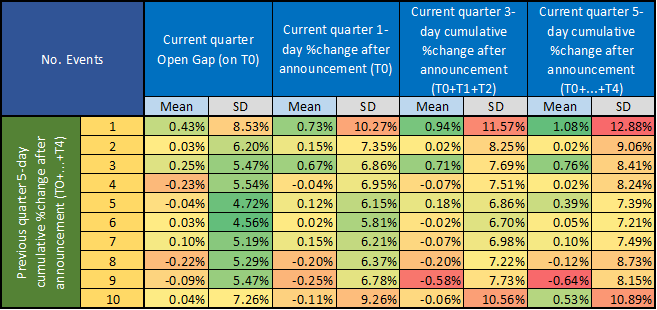 No. Events
Current quarter Open Gap (on T0)
Current quarter 1-day %change after announcement (T0)
Current quarter 3-day cumulative %change after announcement (T0+T1+T2)
Current quarter 5-day cumulative %change after announcement (T0+...+T4)
Mean SD Mean SD Mean SD Mean SD
Previous quarter 5-day cumulative %change after announcement (TO+...+T4)
1 0.43% 8.53% 0.73% 10.27% 0.94% 11.57% 1.08% 12.88%
2 0.03% 6.20% 0.15% 7.35% 0.02% 8.25% 0.02% 9.06%
3 0.25% 5.47% 0.67% 6.86% 0.71% 7.69% 0.76% 8.41%
4 -0.23% 5.54% -0.04% 6.95% -0.07% 7.51% 0.02% 8.24%
5 -0.04% 4.72% 0.12% 6.15% 0.18% 6.86% 0.39% 7.39%
6 0.03% 4.56% 0.02% 5.81% -0.02% 6.70% 0.05% 7.21%
7 0.10% 5.19% 0.15% 6.21% -0.07% 6.98% 0.10% 7.49%
8 -0.22% 5.29% -0.20% 6.37% -0.20% 7.22% -0.12% 8.73%
9 -0.09% 5.47% -0.25% 6.78% -0.58% 7.73% -0.64% 8.15%
10 0.04% 7.26% -0.11% 9.26% -0.06% 10.56% 0.53% 10.89%